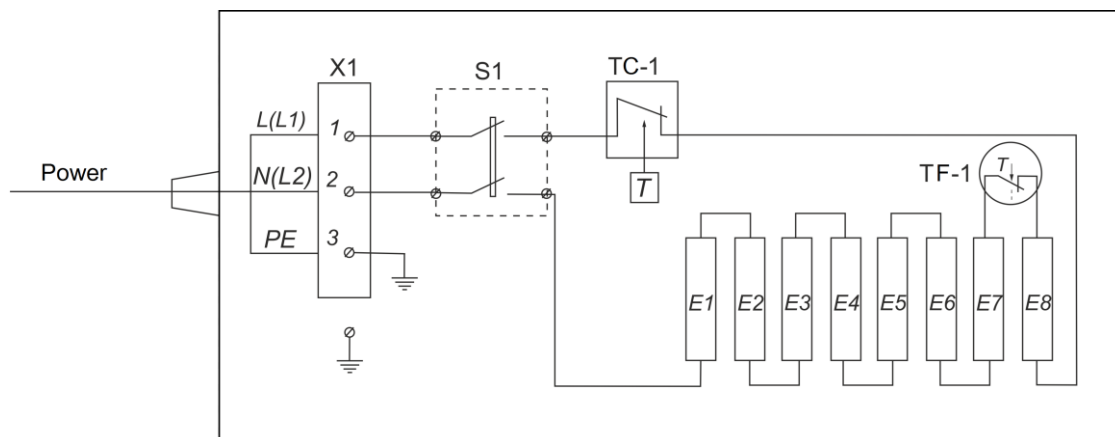 X1
S1
TC-1
L(L1)
1
Power
N(L2)
2
T
TF-1
T
PE
3
E1 E2 E3 E4 E5 E6 E7 E8